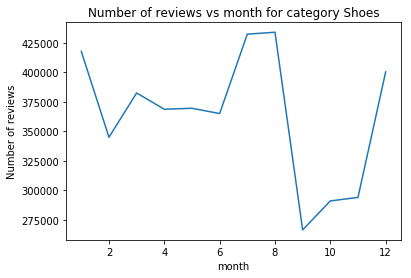 Number of reviews vs month for category Shoes
425000
400000
375000
350000
325000
300000
275000
Number of reviews
2 4 6 8 10 12
month